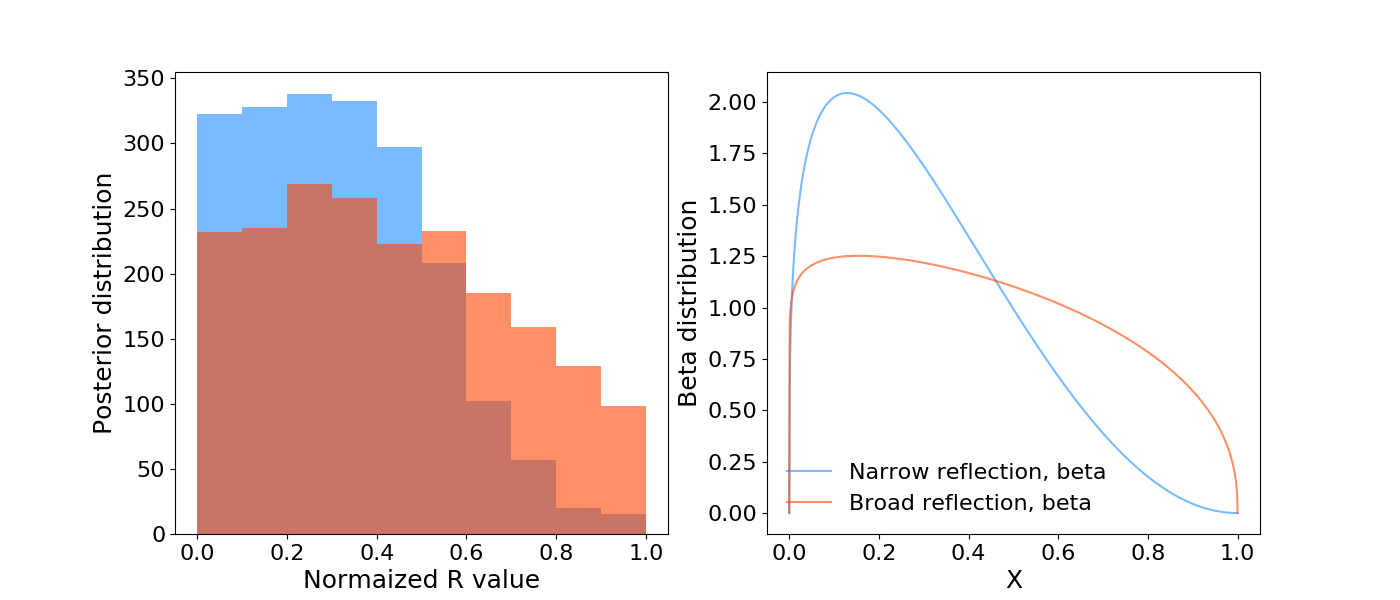 Posterior distribution
350
300
250
200
150
100
50
0
0.0 0.2 0.4 0.6 0.8 1.0
Normaized R value
Beta distribution
2.00
1.75
1.50
1.25
1.00
0.75
0.50
0.25
0.00
Narrow reflection, beta
Broad reflection, beta
0.0 0.2 0.4 0.6 0.8 1.0
X